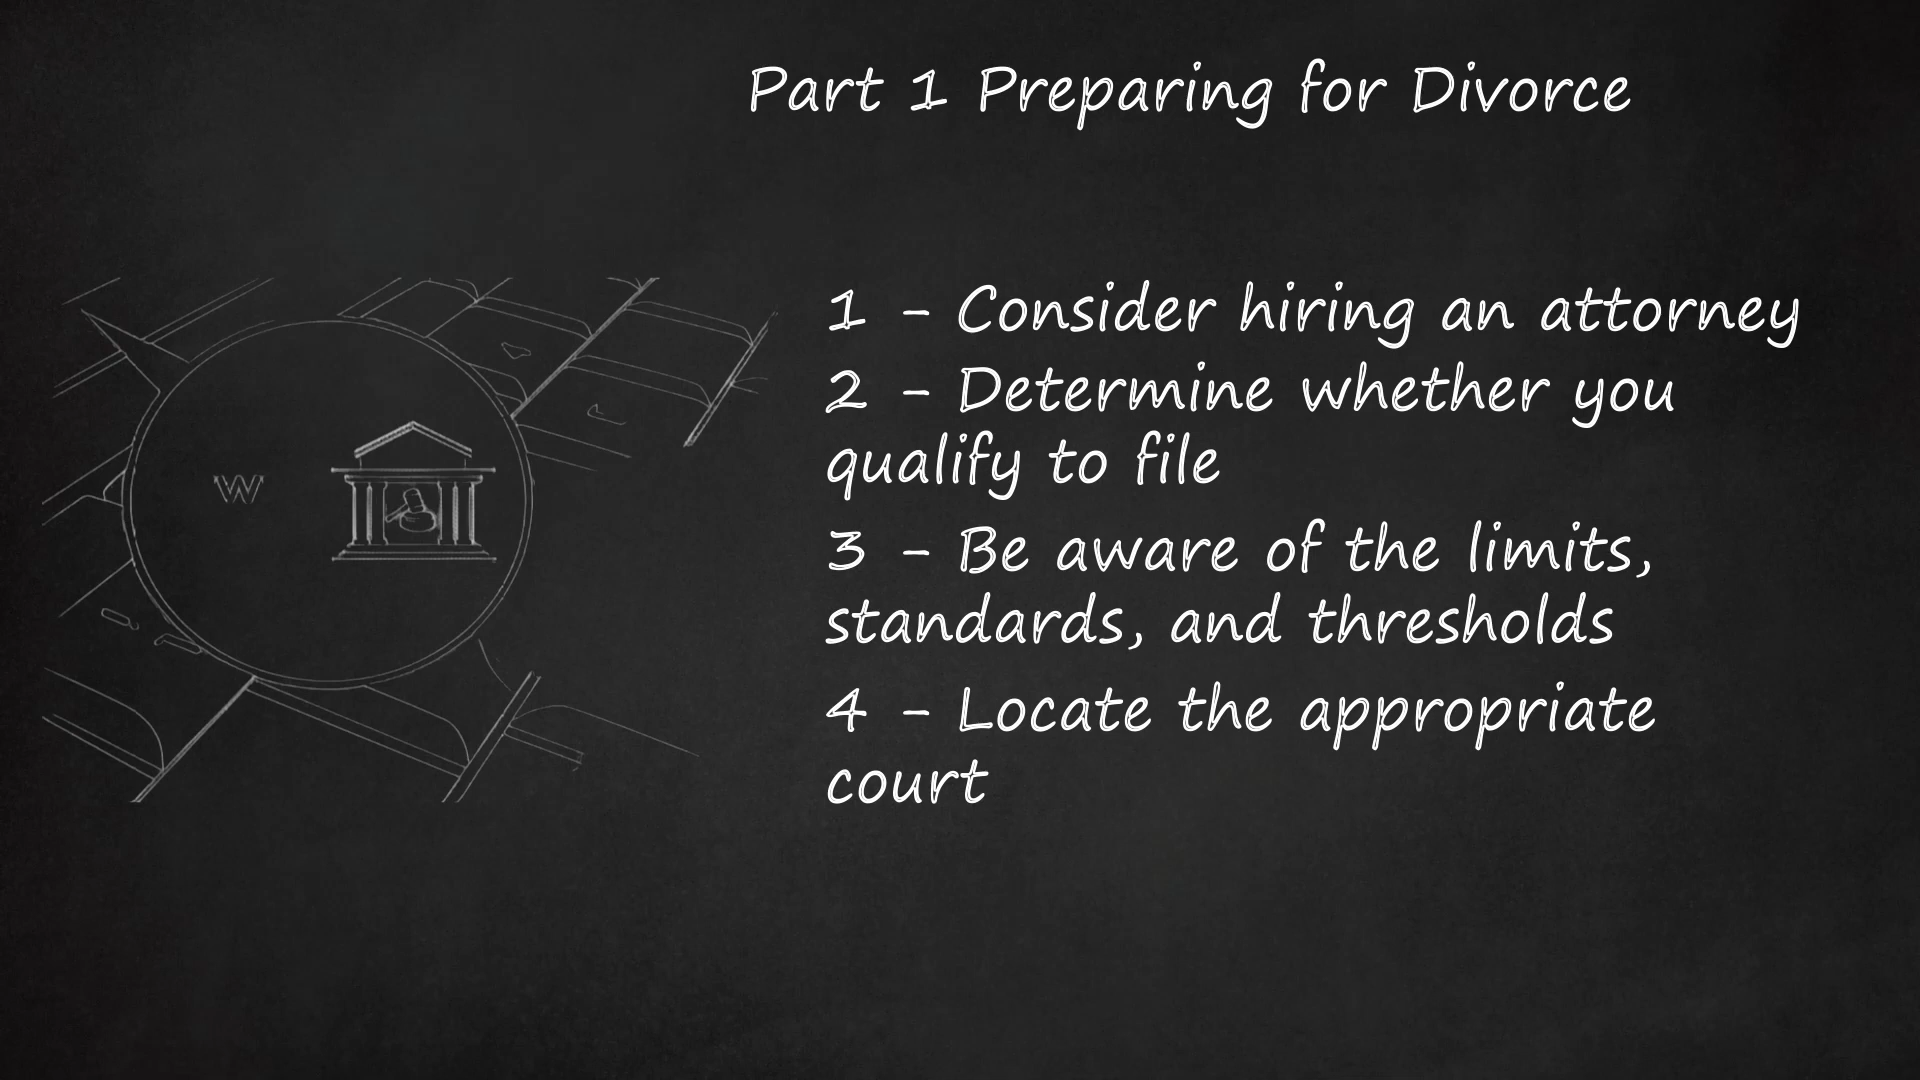 Part 1 Preparing for Divorce
W
1 - Consider hiring an attorney
2 - Determine whether you
qualify to file
3 - Be aware of the limits,
standards, and thresholds
4 - Locate the appropriate
court